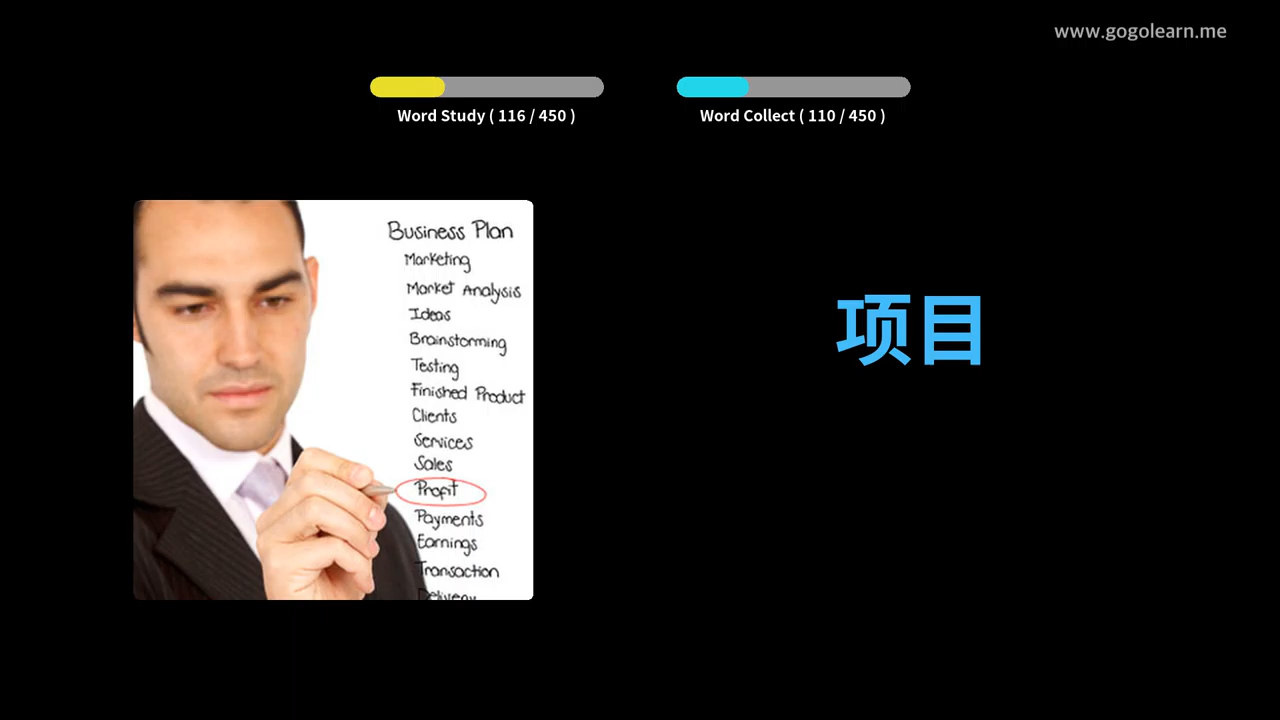 www.gogolearn.me
Word Study ( 116 / 450 )
Word Collect ( 110 / 450 )
Business Plan
Marketing
Market Analysis
Ideas
Brainstorming
Testing
Finished Product
Clients
Services
Sales
Profit
Payments
Earnings
Transaction
Delivery
项目